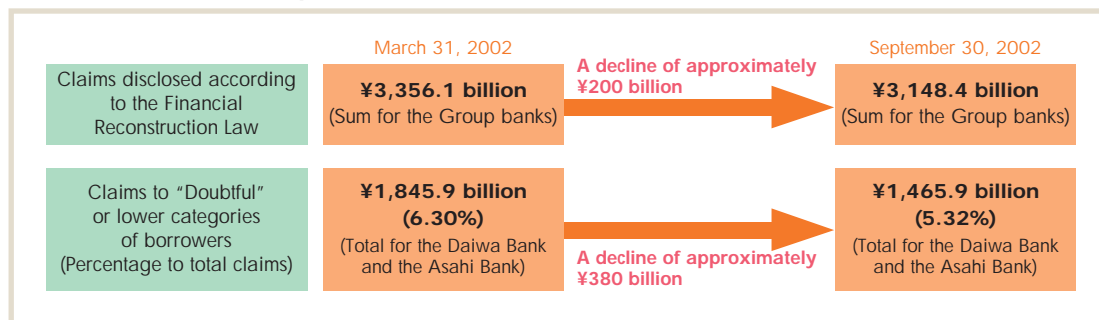 March 31, 2002
September 30, 2002
Claims disclosed according
to the Financial
Reconstruction Law
¥3,356.1 billion
(Sum for the Group banks)
A decline of approximately
¥200 billion
¥3,148.4 billion
(Sum for the Group banks)
Claims to “Doubtful”
or lower categories
of borrowers
(Percentage to total claims)
¥1,845.9 billion
(6.30%)
(Total for the Daiwa Bank
and the Asahi Bank)
A decline of approximately
¥380 billion
¥1,465.9 billion
(5.32%)
(Total for the Daiwa Bank
and the Asahi Bank)